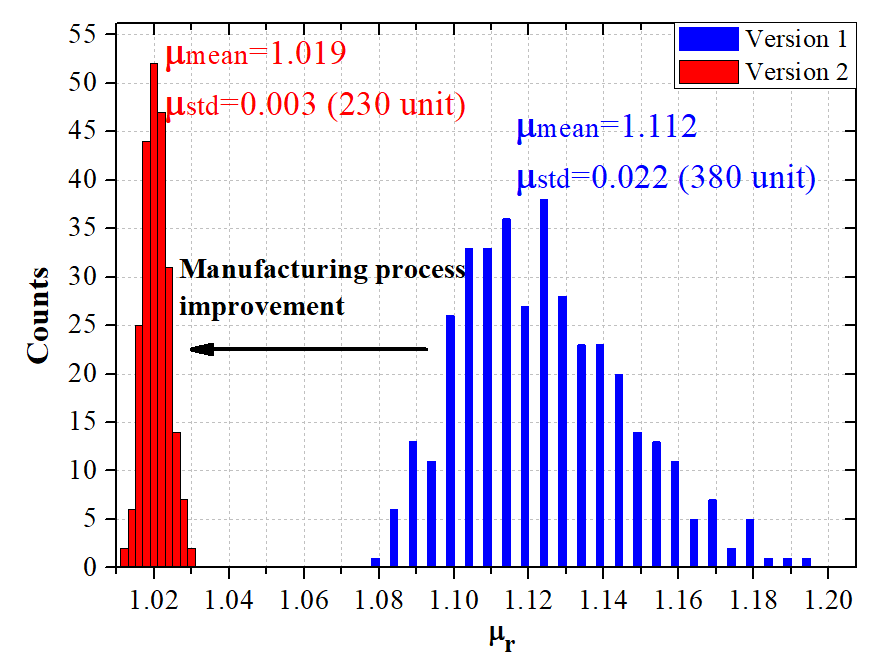 Version 1
Version 2
μmean=1.019
μstd=0.003 (230 unit)
μmean=1.112
μstd=0.022 (380 unit)
Manufacturing process
improvement
Counts
55
50
45
40
35
30
25
20
15
10
5
0
1.02 1.04 1.06 1.08 1.10 1.12 1.14 1.16 1.18 1.20
μr